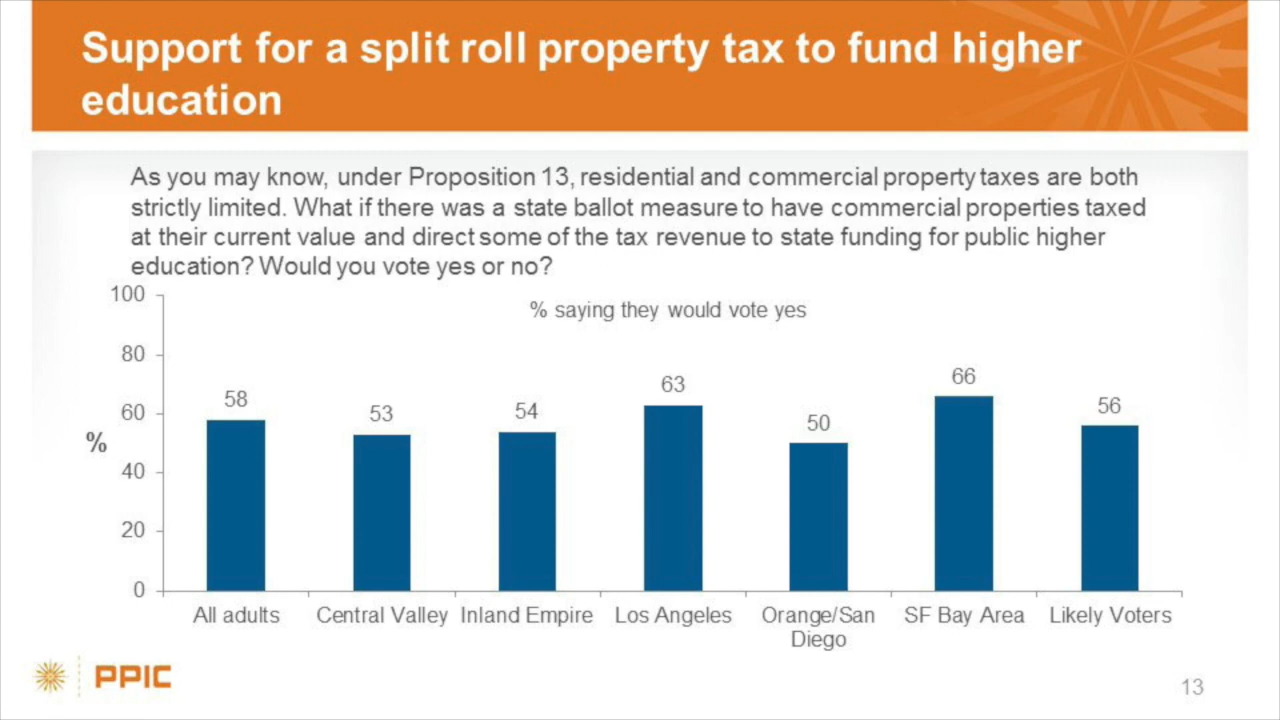 Support for a split roll property tax to fund higher
education
As you may know, under Proposition 13, residential and commercial property taxes are both
strictly limited. What if there was a state ballot measure to have commercial properties taxed
at their current value and direct some of the tax revenue to state funding for public higher
education? Would you vote yes or no?
% saying they would vote yes
100
80
60
40
20
0
%
58
53
54
63
50
66
56
All adults
Central Valley
Inland Empire
Los Angeles
Orange/San
Diego
SF Bay Area
Likely Voters
PPIC
13